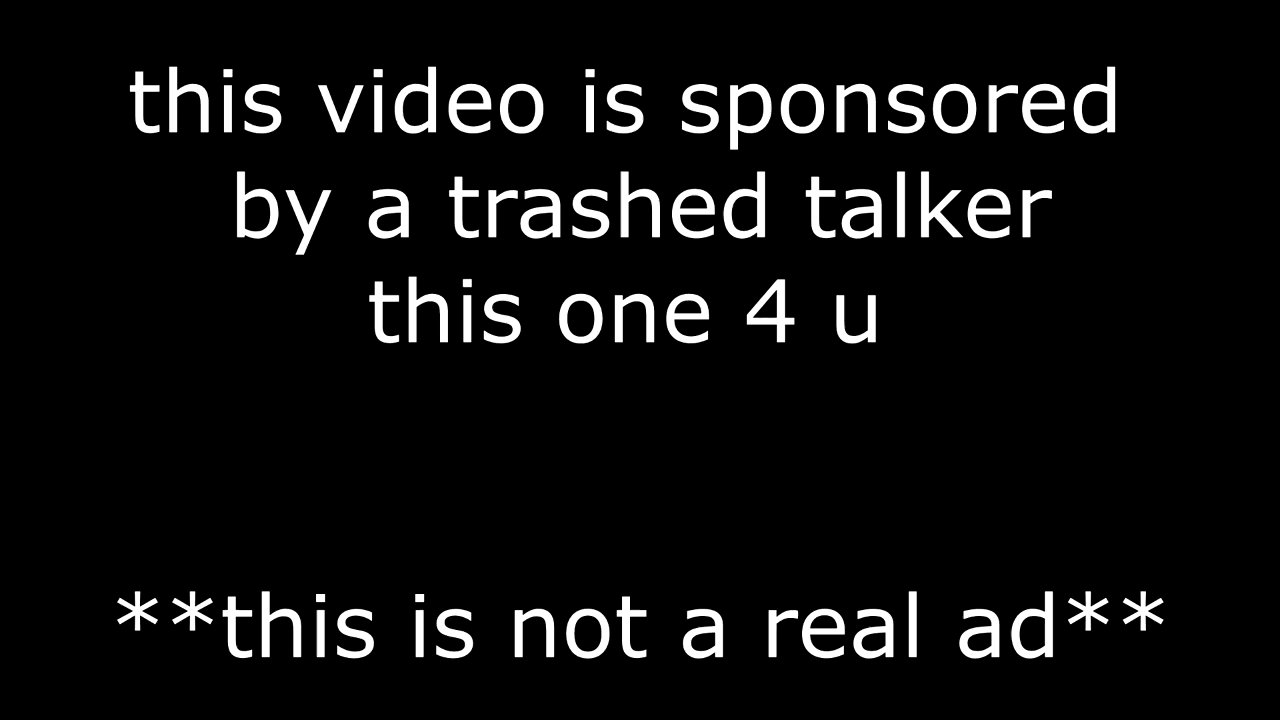 this video is sponsored
by a trashed talker
this one 4 u
**this is not a real ad**